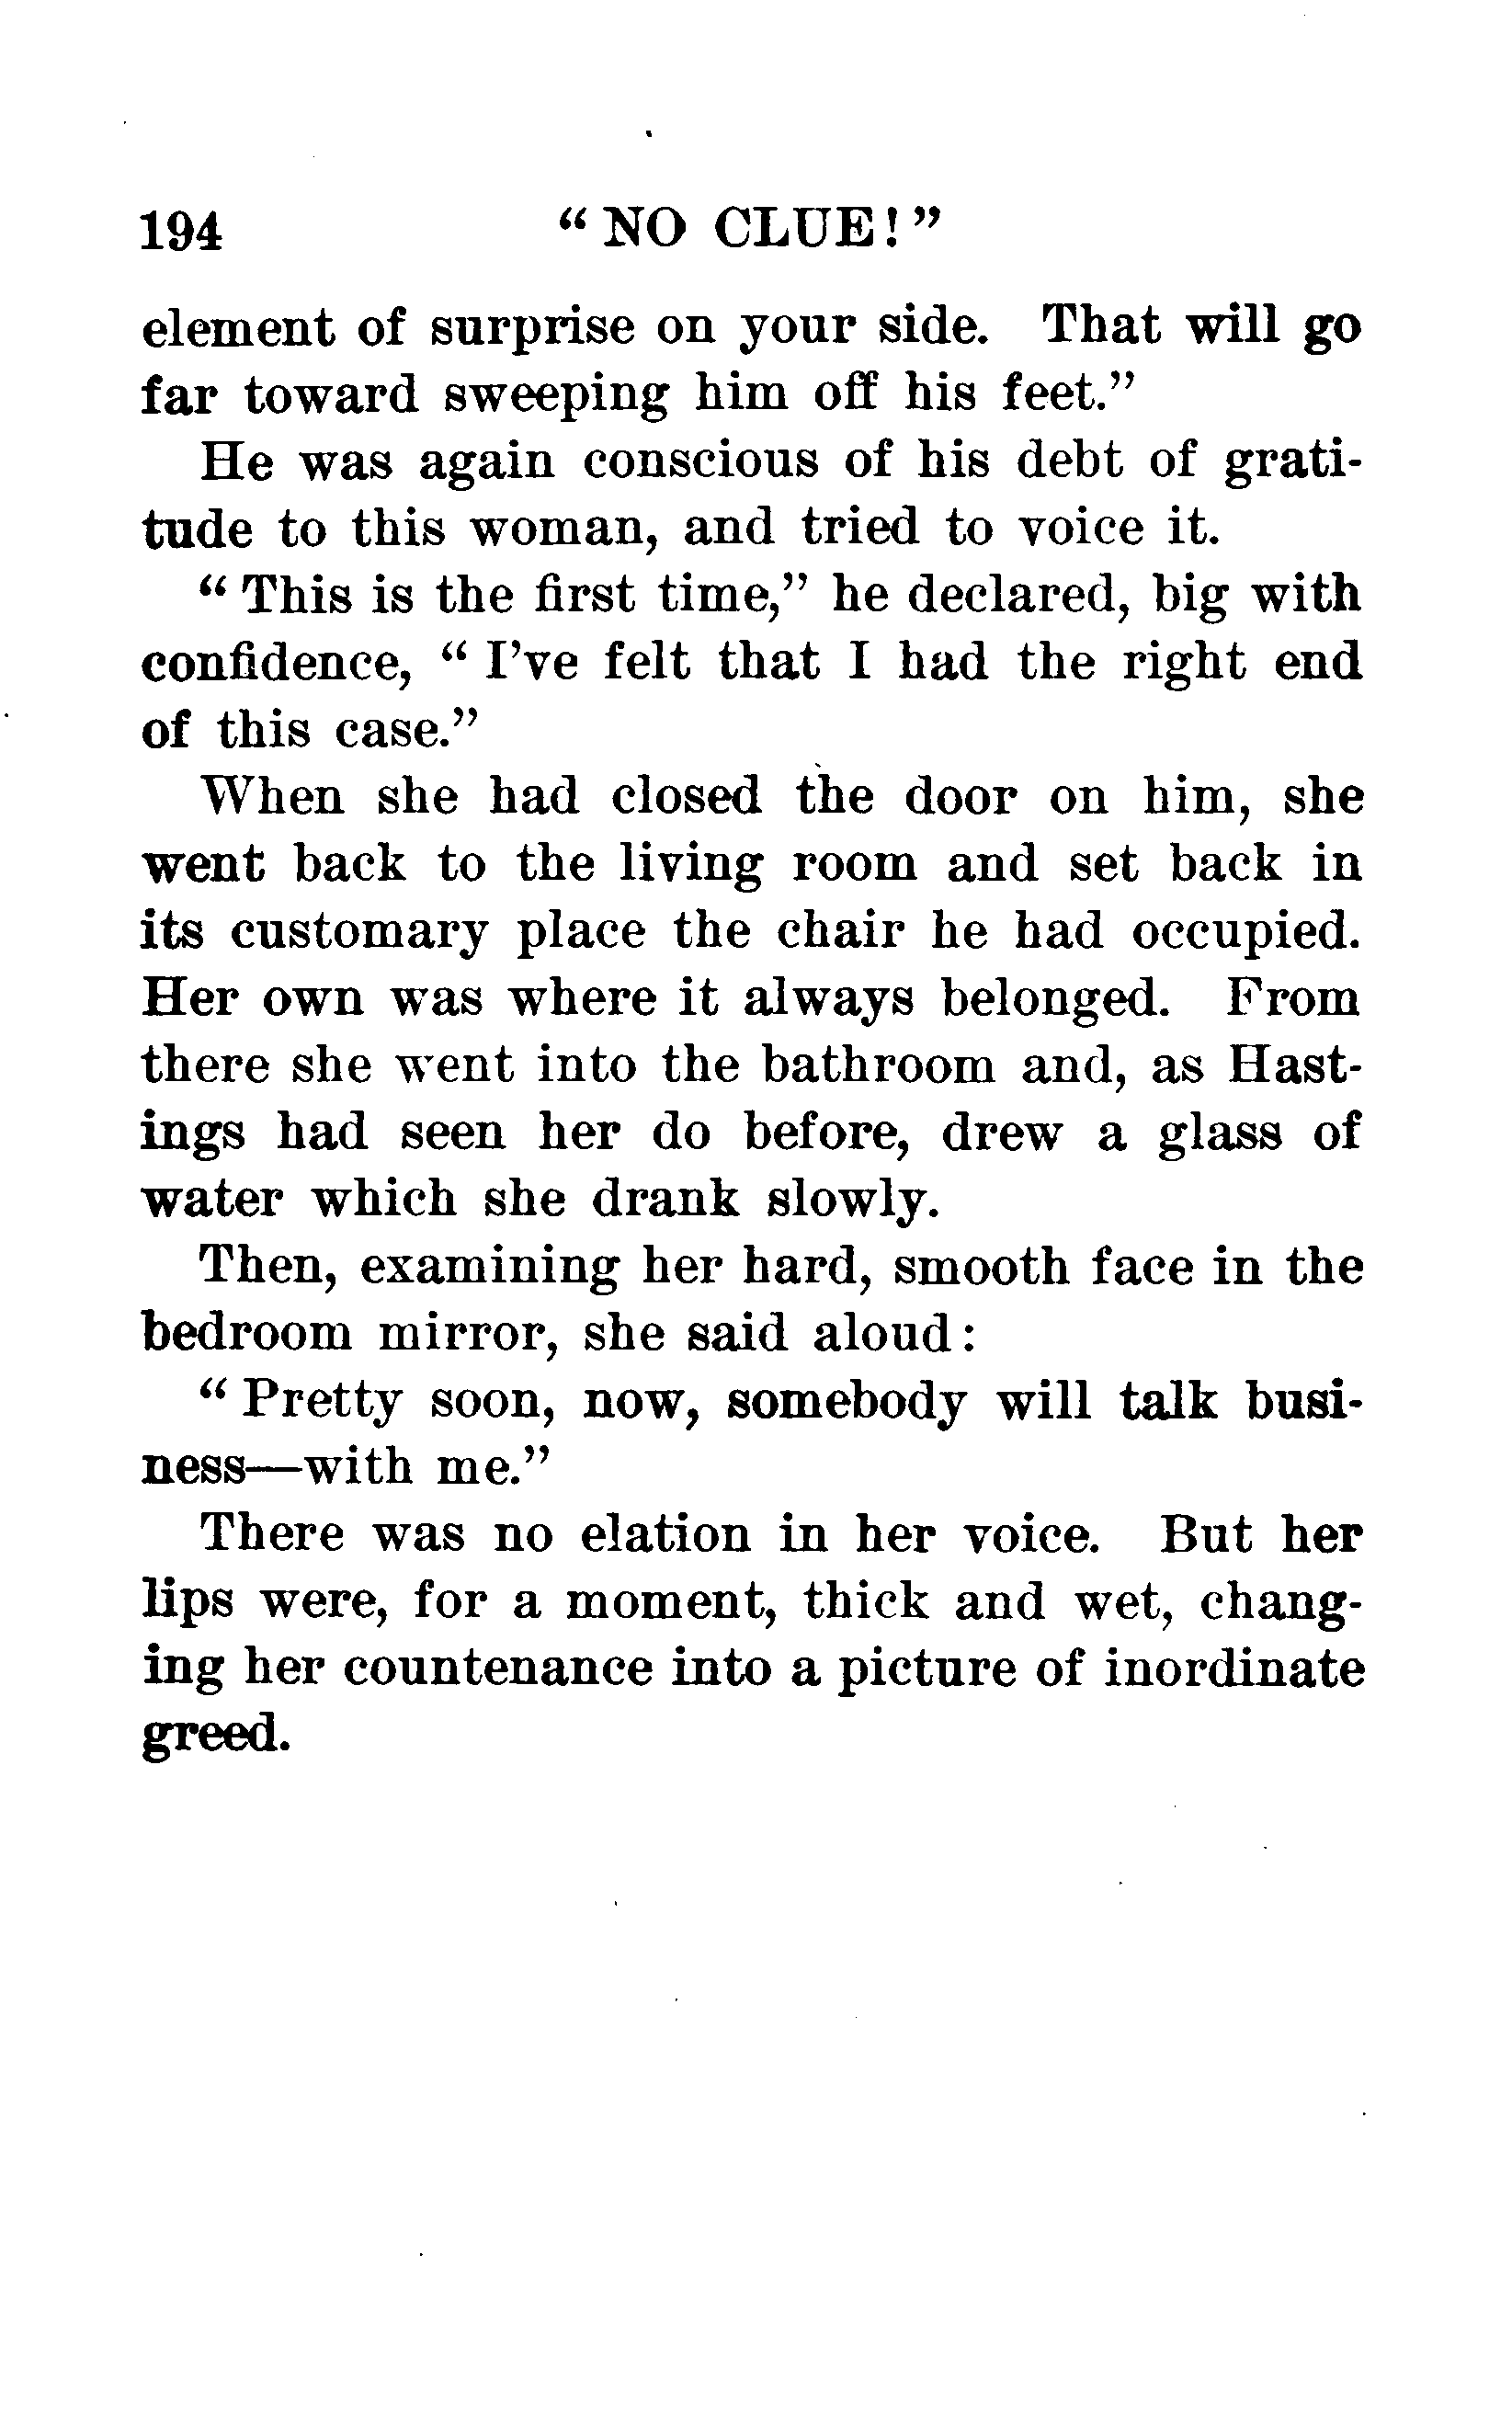 194 “ NO CLUE! ”
element of surprise on your side. That will go
far toward sweeping him off his feet.”
He was again conscious of his debt of grati-
tude to this woman, and tried to voice it.
“ This is the first time,” he declared, big with
confidence, “ I’ve felt that I had the right end
of this case.”
When she had closed the door on him, she
went back to the living room and set back in
its customary place the chair he had occupied.
Her own was where it always belonged. From
there she went into the bathroom and, as Hast-
ings had seen her do before, drew a glass of
water which she drank slowly.
Then, examining her hard, smooth face in the
bedroom mirror, she said aloud:
“ Pretty soon, now, somebody will talk busi-
ness—with me.”
There was no elation in her voice. But her
lips were, for a moment, thick and wet, chang-
ing her countenance into a picture of inordinate
greed.